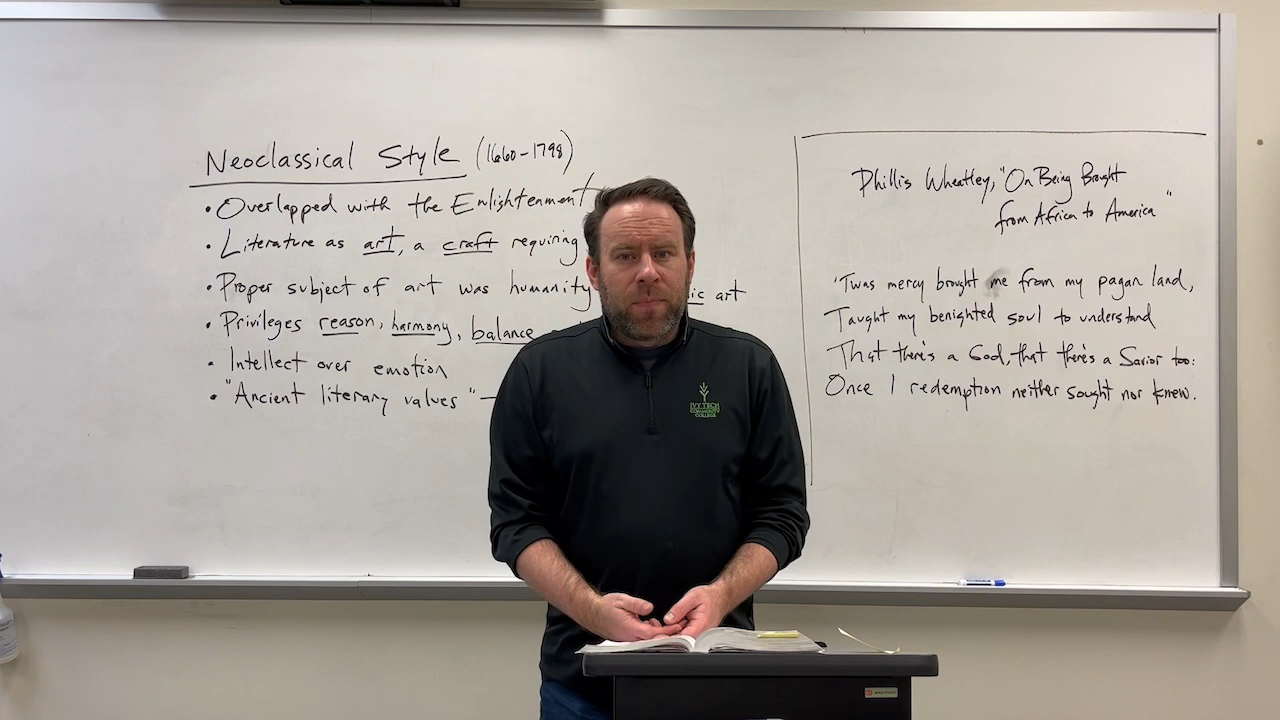 Neoclassical Style (1660-1798)
• Overlapped with the Enlightenment
• Literature as art, a craft requiring
• Proper subject of art was humanity art
• Privileges reason, harmony, balance
• Intellect over emotion
• "Ancient literary values" -
Phillis Wheatley, "On Being Brought
from Africa to America"
'Twas mercy brought me from my pagan land,
Taught my benighted soul to understand
That there's a God, that there's a Savior too:
Once I redemption neither sought nor knew.
IVY TECH
COMMUNITY
COLLEGE